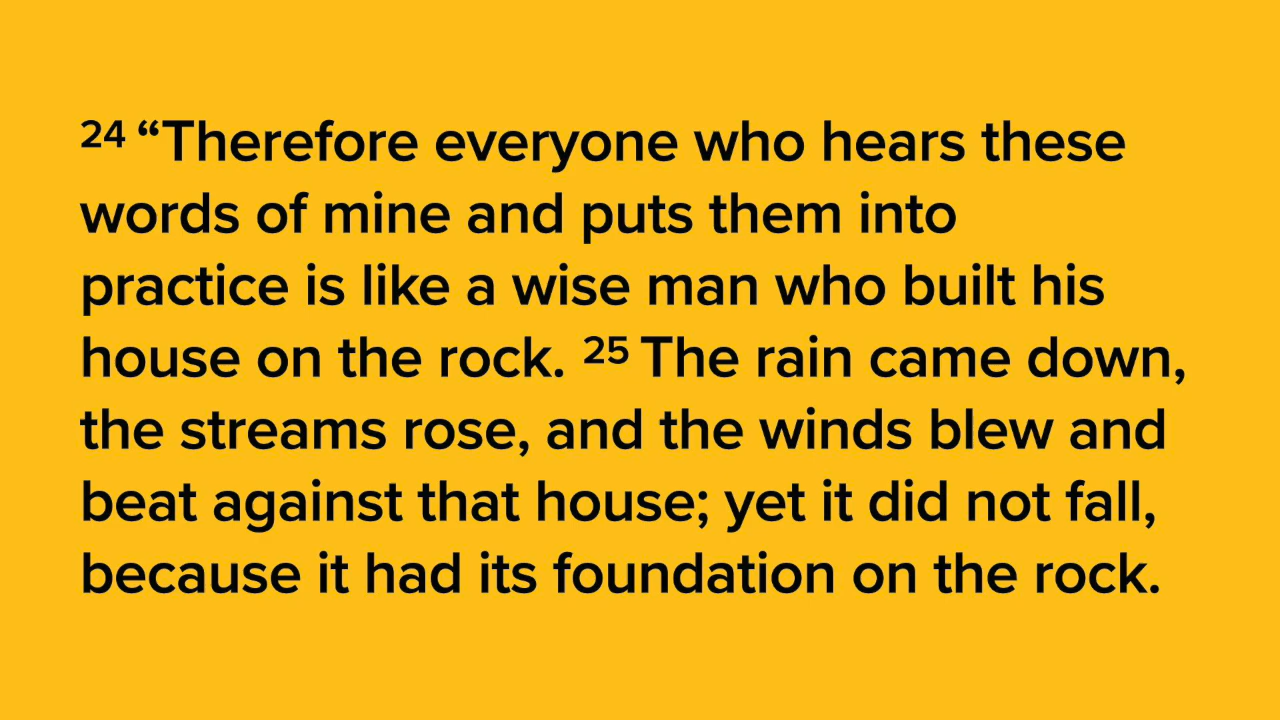 24 “Therefore everyone who hears these
words of mine and puts them into
practice is like a wise man who built his
house on the rock. 25 The rain came down,
the streams rose, and the winds blew and
beat against that house; yet it did not fall,
because it had its foundation on the rock.